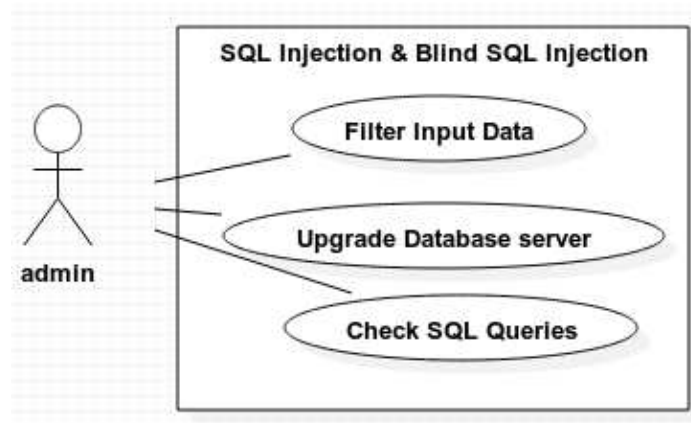 SQL Injection & Blind SQL Injection
Filter Input Data
Upgrade Database server
admin
Check SQL Queries